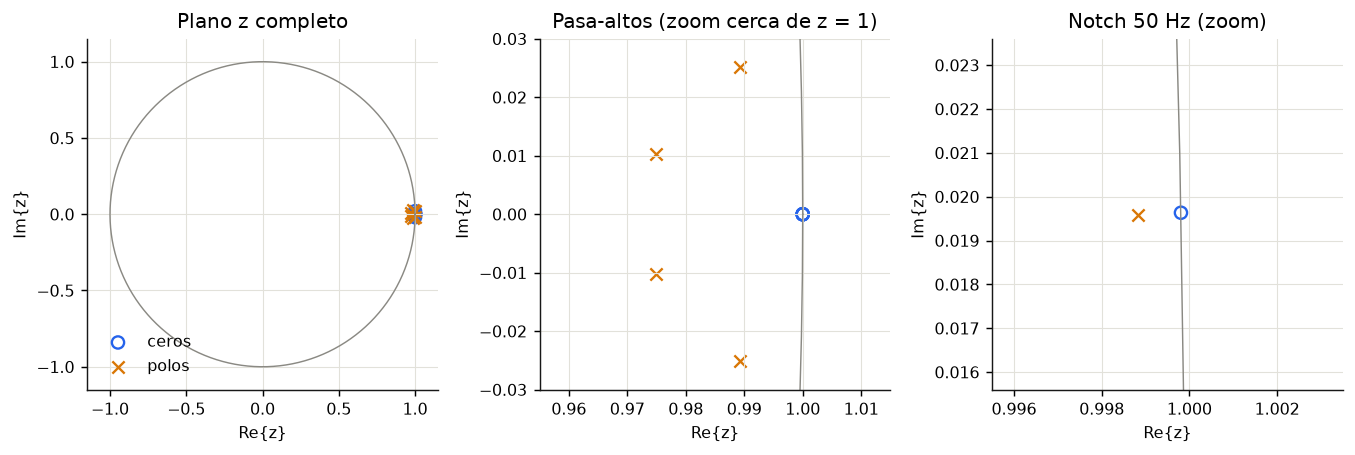 Plano z completo
1.0
0.5
0.0
−0.5
−1.0
Im{z}
ceros
polos
−1.0 −0.5 0.0 0.5 1.0
Re{z}
Pasa-altos (zoom cerca de z = 1)
0.03
0.02
0.01
0.00
−0.01
−0.02
−0.03
Im{z}
0.96 0.97 0.98 0.99 1.00 1.01
Re{z}
Notch 50 Hz (zoom)
0.023
0.022
0.021
0.020
0.019
0.018
0.017
0.016
Im{z}
0.996 0.998 1.000 1.002
Re{z}